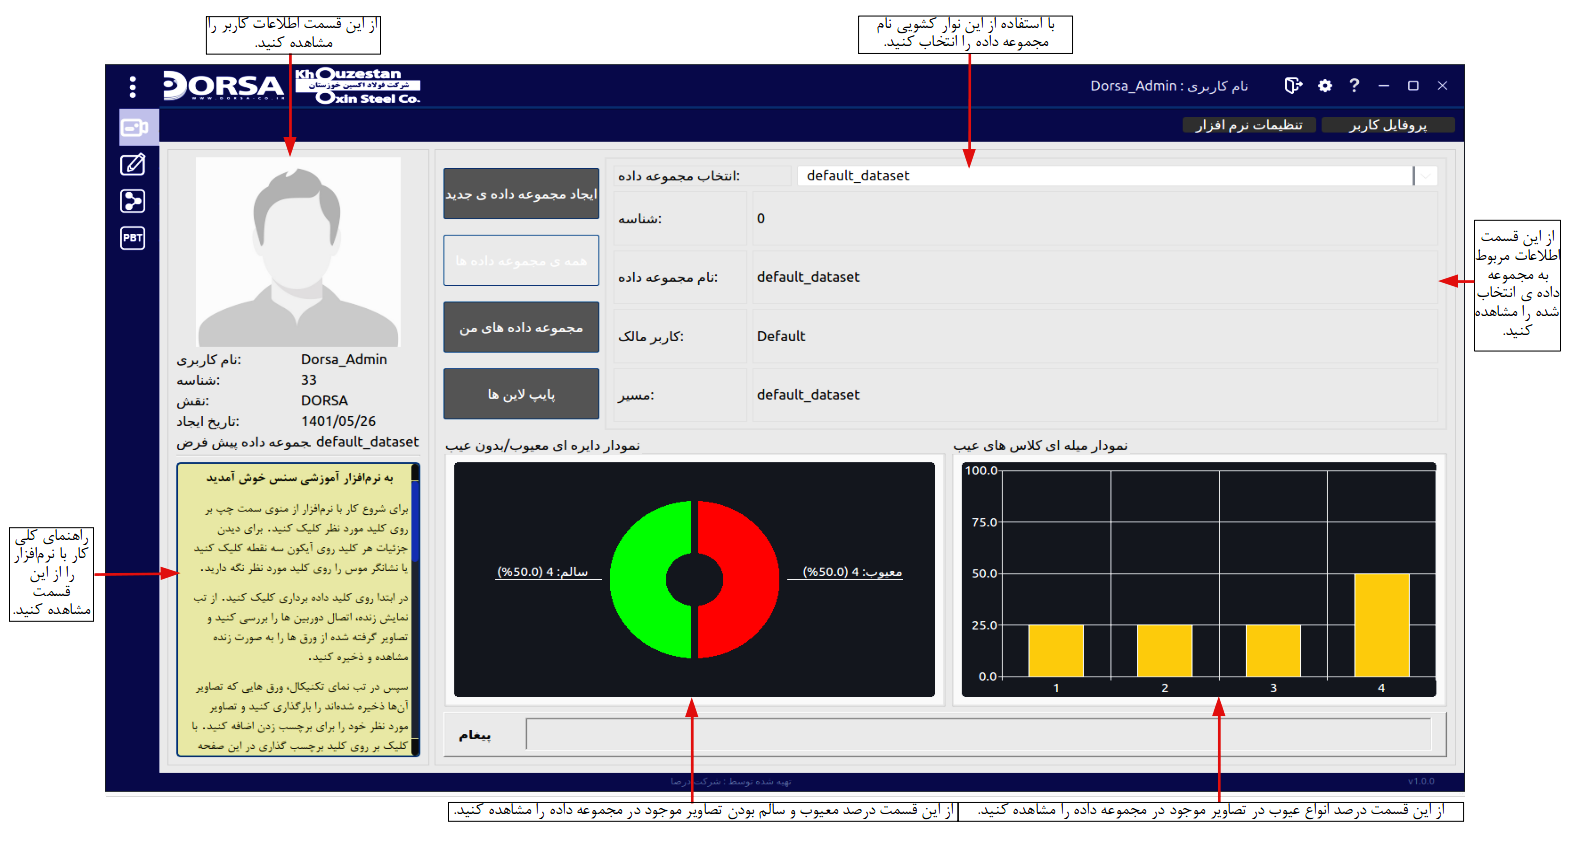 از این قسمت اطلاعات کاربر را
مشاهده کنید.
با استفاده از این نوار کشویی نام
مجموعه داده را انتخاب کنید.
DORSA
WWW.DORSA-CO.IR
Khouzestan
شرکت فولاد اکسین خوزستان
Oxin Steel Co.
نام کاربری : Dorsa_Admin
?
پروفایل کاربر
تنظیمات نرم افزار
PBT
نام کاربری: Dorsa_Admin
شناسه: 33
نقش: DORSA
تاریخ ایجاد: 1401/05/26
جموعه داده پیش فرض default_dataset
به نرم‌افزار آموزشی سنس خوش آمدید
برای شروع کار با نرم‌افزار از منوی سمت چپ بر
روی کلید مورد نظر کلیک کنید. برای دیدن
جزئیات هر کلید روی آیکون سه نقطه کلیک کنید
یا نشانگر موس را روی کلید مورد نظر نگه دارید.
در ابتدا روی کلید داده برداری کلیک کنید. از تب
نمایش زنده، اتصال دوربین ها را بررسی کنید و
تصاویر گرفته شده از ورق ها را به صورت زنده
مشاهده و ذخیره کنید.
سپس در تب نمای تکنیکال، ورق هایی که تصاویر
آن‌ها ذخیره شده‌اند را بارگذاری کنید و تصاویر
مورد نظر خود را برای برچسب زدن اضافه کنید. با
کلیک بر روی کلید برچسب گذاری در این صفحه
ایجاد مجموعه داده ی جدید
همه ی مجموعه داده ها
مجموعه داده های من
پایپ لاین ها
انتخاب مجموعه داده: default_dataset
شناسه: 0
نام مجموعه داده: default_dataset
کاربر مالک: Default
مسیر: default_dataset
نمودار دایره ای معیوب/بدون عیب
سالم: 4 (50.0%)
معیوب: 4 (50.0%)
نمودار میله ای کلاس های عیب
100.0
75.0
50.0
25.0
0.0
1 2 3 4
پیغام
تهیه شده توسط : شرکت درصا
v1.0.0
از این قسمت
اطلاعات مربوط
به مجموعه
داده ی انتخاب
شده را مشاهده
کنید.
راهنمای کلی
کار با نرم‌افزار
را از این
قسمت
مشاهده کنید.
از این قسمت درصد معیوب و سالم بودن تصاویر موجود در مجموعه داده را مشاهده کنید.
از این قسمت درصد انواع عیوب در تصاویر موجود در مجموعه داده را مشاهده کنید.